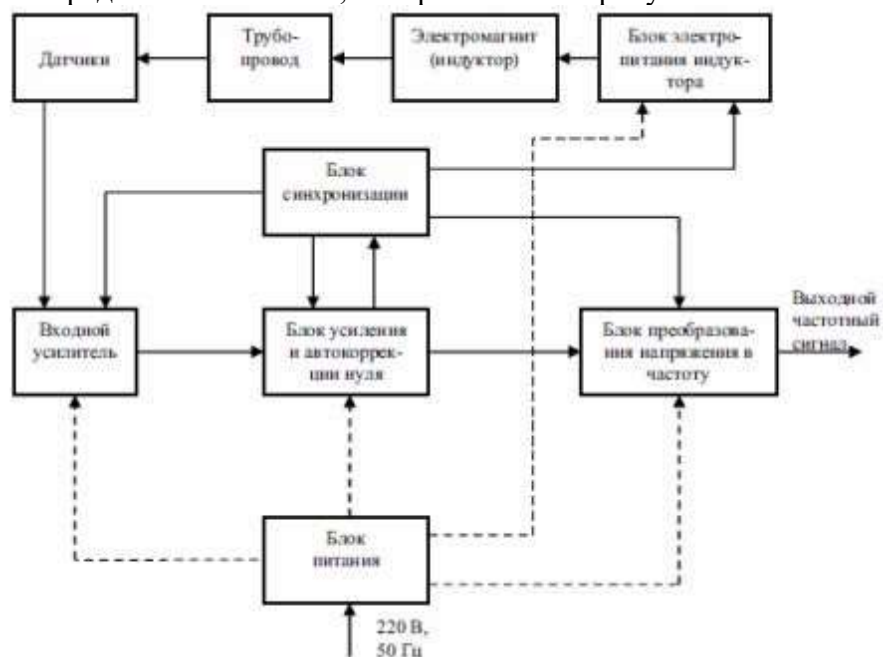 Датчики
Трубо-
провод
Электромагнит
(индуктор)
Блок электро-
питания индук-
тора
Блок
синхронизации
Входной
усилитель
Блок усиления
и автокоррек-
ции нуля
Блок преобразова-
ния напряжения в
частоту
Выходной
частотный
сигнал
Блок
питания
220 В,
50 Гц